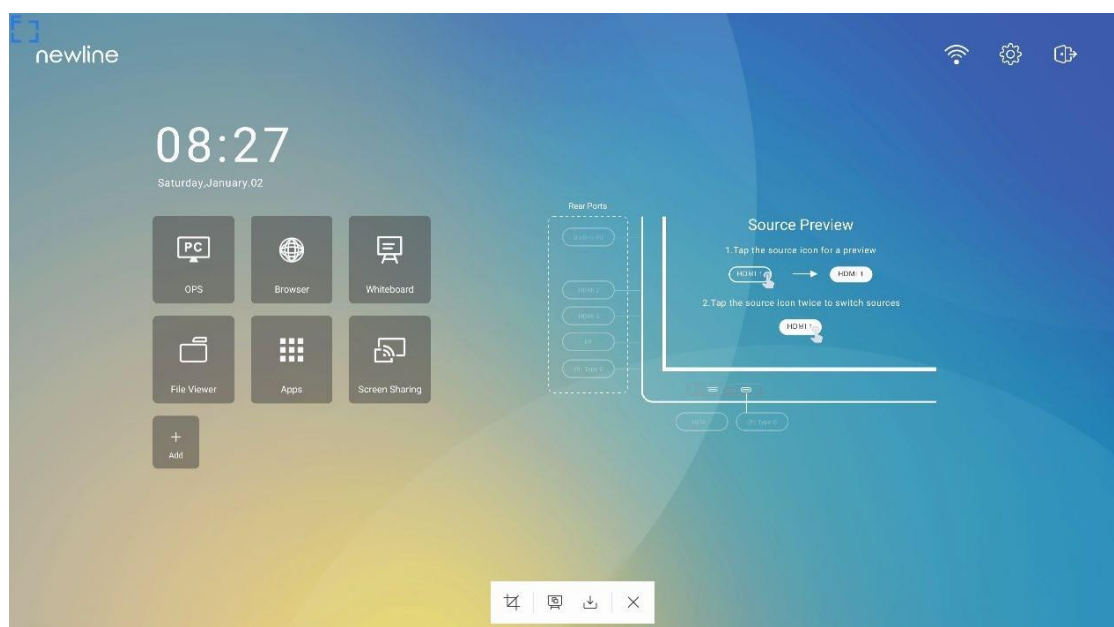 newline
08:27
Saturday,January.02
PC
OPS
Browser
Whiteboard
File Viewer
Apps
Screen Sharing
+
Add
Rear Ports
HDMI 2
Source Preview
1.Tap the source icon for a preview
HDMI 1
HDMI 1
2.Tap the source icon twice to switch sources
HDMI 1